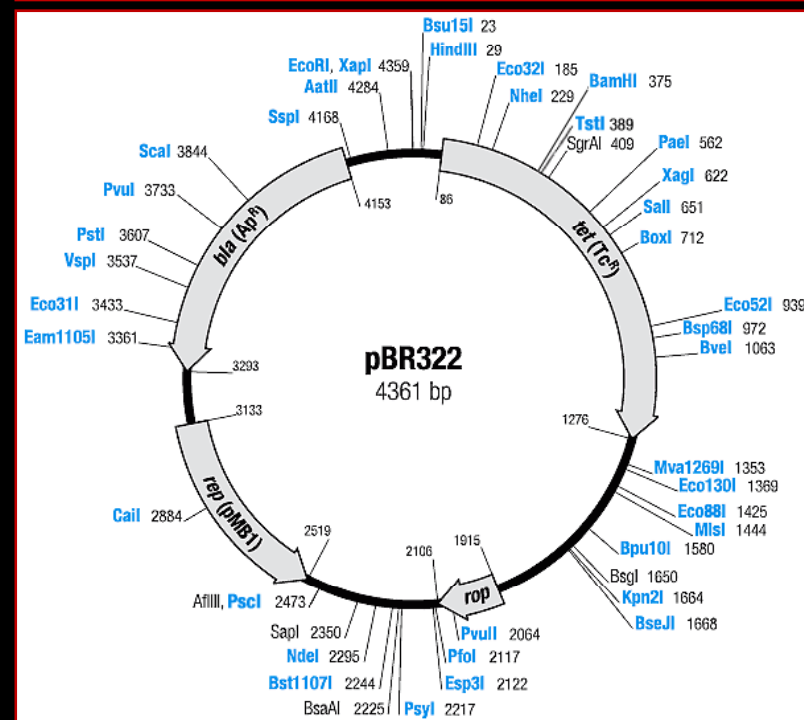 Bsu15I 23
HindIII 29
EcoRI, XapI 4359
AatII 4284
SspI 4168
Eco32I 185
NheI 229
BamHI 375
TstI 389
SgrAI 409
PaeI 562
XagI 622
SalI 651
BoxI 712
Eco52I 939
Bsp68I 972
BveI 1063
ScaI 3844
PvuI 3733
PstI 3607
VspI 3537
Eco31I 3433
Eam1105I 3361
4153
86
bla (ApR)
tet (TcR)
pBR322
4361 bp
3293
3133
1276
Mva1269I 1353
Eco130I 1369
Eco88I 1425
MlsI 1444
Bpu10I 1580
BsgI 1650
Kpn2I 1664
BseJI 1668
CaiI 2884
rep (pMB1)
2519
2106
1915
rop
AflIII, PscI 2473
SapI 2350
NdeI 2295
Bst1107I 2244
BsaAI 2225
PvuII 2064
PfoI 2117
Esp3I 2122
PsyI 2217